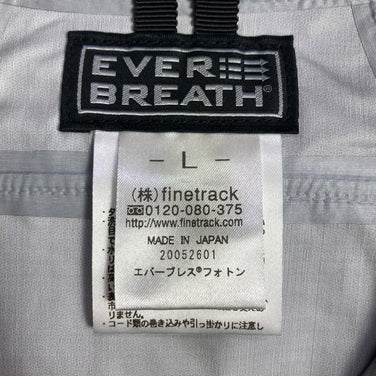 EVER
BREATH®
- L -
(株)finetrack
0120-080-375
http://www.finetrack.com
MADE IN JAPAN
20052601
エバーブレス®フォトン
・コード類の巻き込みや引っ掛かりに注意し